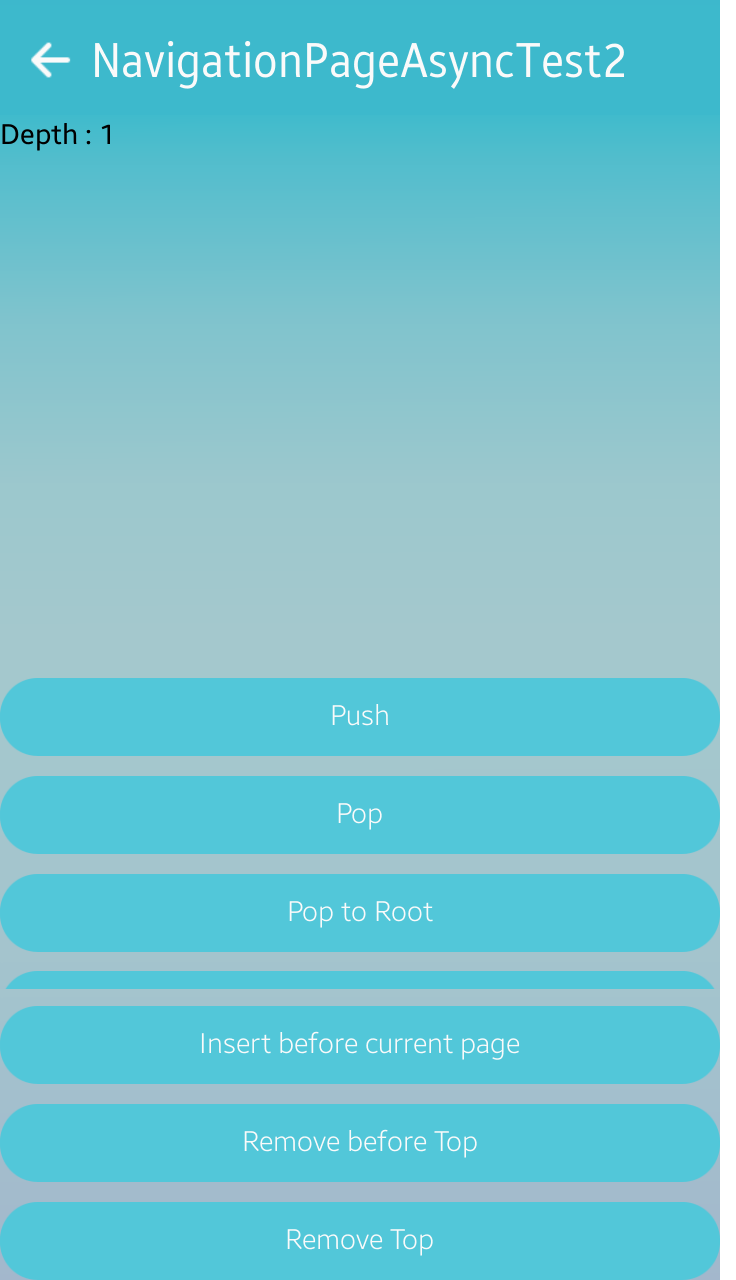 NavigationPageAsyncTest2
Depth : 1
Push
Pop
Pop to Root
Insert before current page
Remove before Top
Remove Top